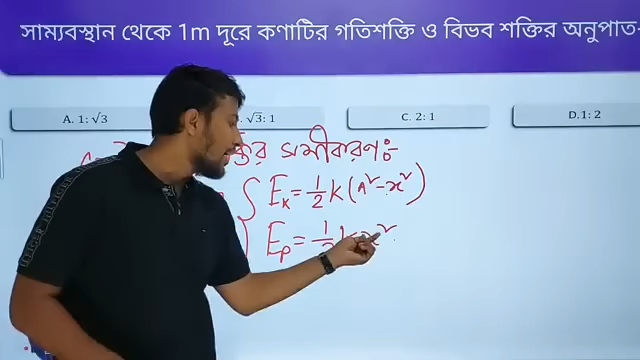 সাম্যবস্থান থেকে 1m দূরে কণাটির গতিশক্তি ও বিভব শক্তির অনুপাত-
A. 1: √3
√3: 1
C. 2: 1
D.1: 2
সমীকরণঃ-
E_K = 1/2 K (A² - x²)
E_P = 1/2 K x²